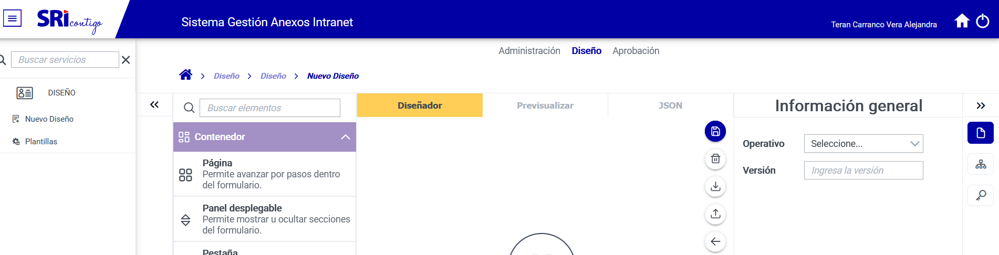 SRi contigo
Sistema Gestión Anexos Intranet
Teran Carranco Vera Alejandra
Buscar servicios
DISEÑO
Nuevo Diseño
Plantillas
Administración Diseño Aprobación
Diseño Diseño Nuevo Diseño
Buscar elementos
Contenedor
Página
Permite avanzar por pasos dentro
del formulario.
Panel desplegable
Permite mostrar u ocultar secciones
del formulario.
Pestaña
Diseñador Previsualizar JSON
Información general
Operativo Seleccione...
Versión Ingresa la versión